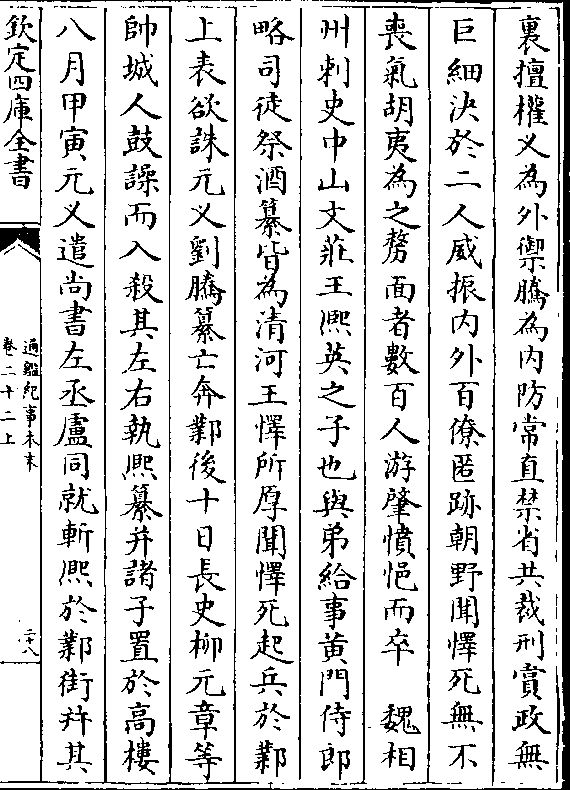 裏擅權乂為外禦騰為内防常直禁省共裁刑賞政無
巨細決於二人威振内外百僚匿跡朝野聞懌死無不
喪氣胡夷為之剺面者數百人游肇憤悒而卒　魏相
州刺史中山文莊王熙英之子也與弟給事黄門侍郎
略司徒祭酒纂皆為清河王懌所厚聞懌死起兵於鄴
上表欲誅元乂劉騰纂亡奔鄴後十日長史柳元章等
帥城人鼓譟而入殺其左右執熙纂并諸子置於高樓
八月甲寅元乂遣尚書左丞盧同就斬熙於鄴街并其
欽定四庫全書
通鑑紀事本末
卷二十二上
二十八